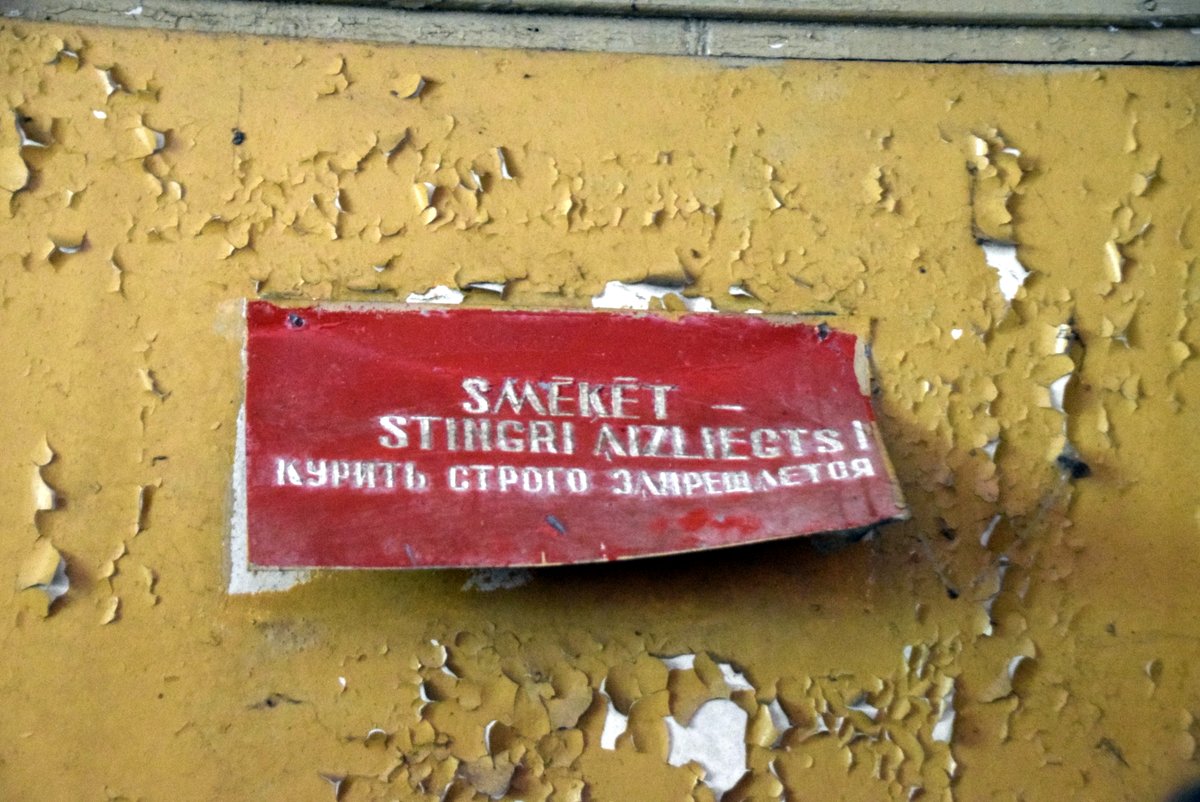 SMĒĶĒT —
STINGRI AIZLIEGTS!
КУРИТЬ СТРОГО ЗАПРЕЩАЕТСЯ